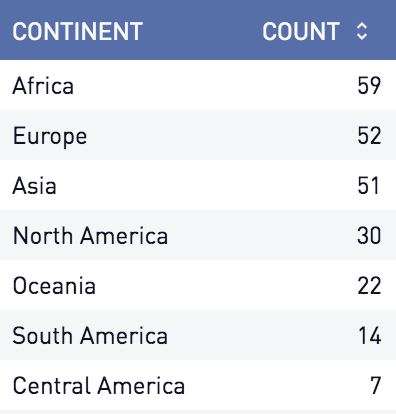 CONTINENT COUNT
Africa 59
Europe 52
Asia 51
North America 30
Oceania 22
South America 14
Central America 7